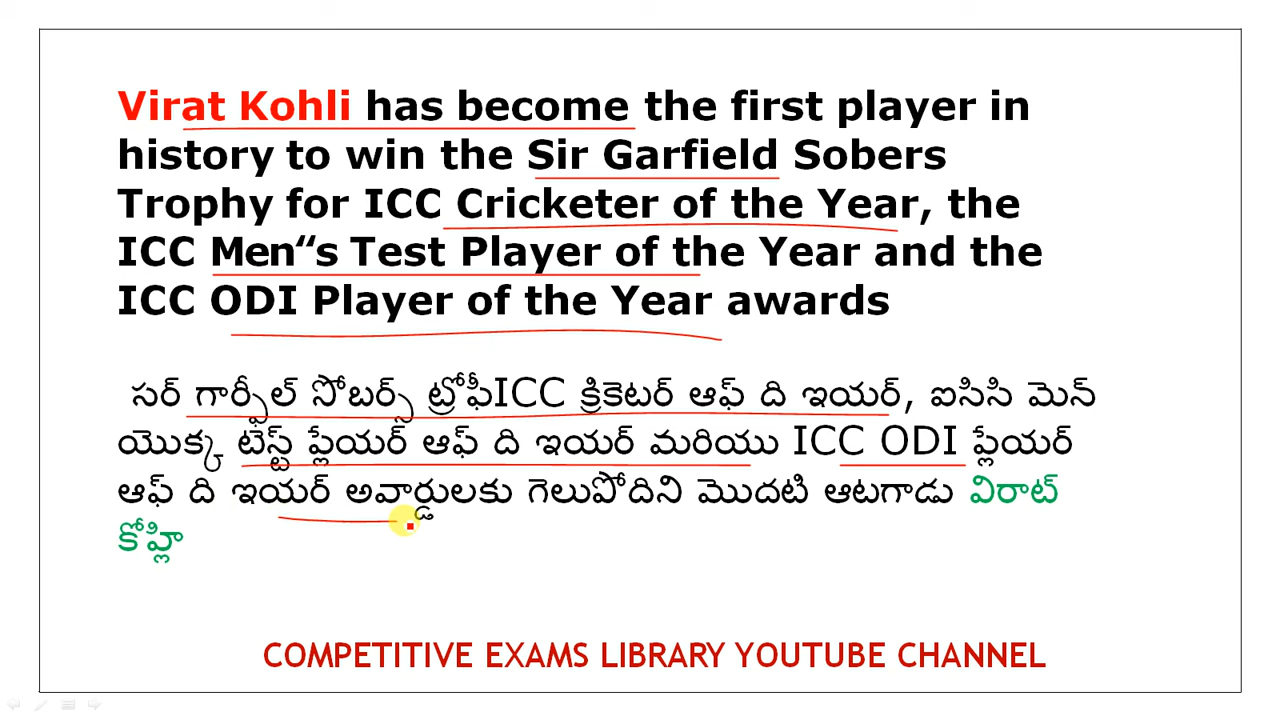 Virat Kohli has become the first player in
history to win the Sir Garfield Sobers
Trophy for ICC Cricketer of the Year, the
ICC Men“s Test Player of the Year and the
ICC ODI Player of the Year awards
సర్ గార్ఫీల్ సోబర్స్ ట్రోఫీICC క్రికెటర్ ఆఫ్ ది ఇయర్, ఐసిసి మెన్
యొక్క టెస్ట్ ప్లేయర్ ఆఫ్ ది ఇయర్ మరియు ICC ODI ప్లేయర్
ఆఫ్ ది ఇయర్ అవార్డులకు గెలుపోదిని మొదటి ఆటగాడు విరాట్
కోహ్లి
COMPETITIVE EXAMS LIBRARY YOUTUBE CHANNEL